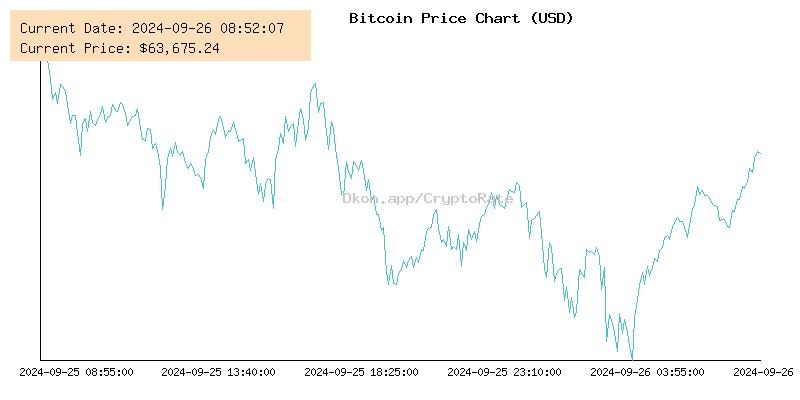 Bitcoin Price Chart (USD)
Current Date: 2024-09-26 08:52:07
Current Price: $63,675.24
Dkon.app/CryptoRate
2024-09-25 08:55:00 2024-09-25 13:40:00 2024-09-25 18:25:00 2024-09-25 23:10:00 2024-09-26 03:55:00 2024-09-26